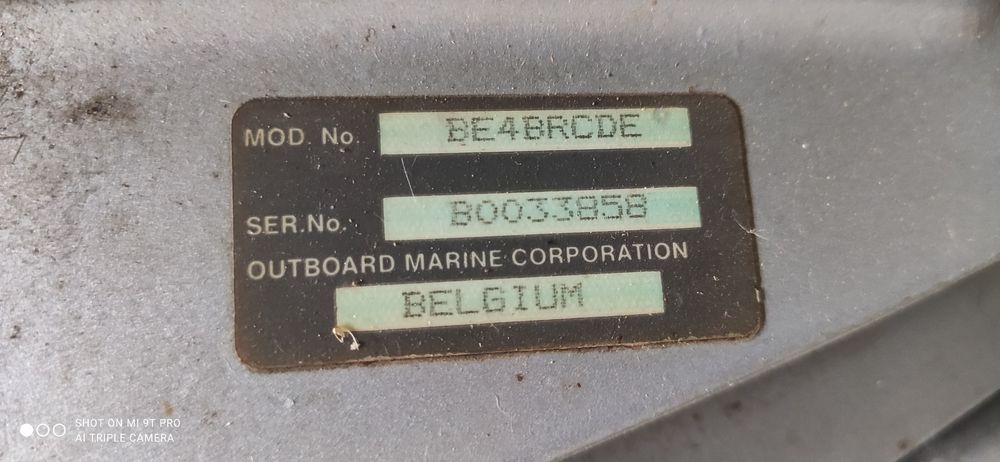 MOD. No. BE4BRCDE
SER.No. B0033858
OUTBOARD MARINE CORPORATION
BELGIUM
SHOT ON MI 9T PRO
AI TRIPLE CAMERA